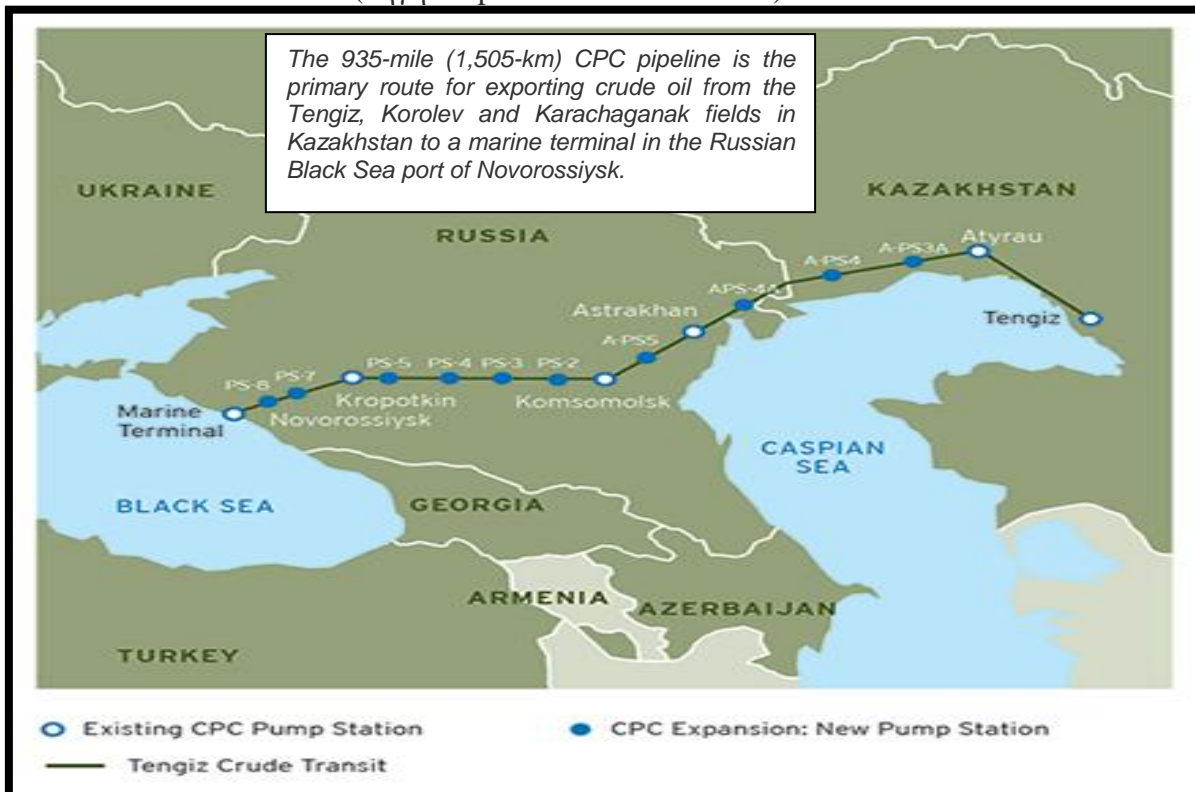 The 935-mile (1,505-km) CPC pipeline is the
primary route for exporting crude oil from the
Tengiz, Korolev and Karachaganak fields in
Kazakhstan to a marine terminal in the Russian
Black Sea port of Novorossiysk.
UKRAINE
KAZAKHSTAN
RUSSIA
Atyrau
A-PS3A
A-PS4
APS-4A
Astrakhan
Tengiz
A-PS5
PS-5
PS-4
PS-3
PS-2
PS-7
PS-8
Kropotkin
Komsomolsk
Marine
Terminal
Novorossiysk
CASPIAN
SEA
BLACK SEA
GEORGIA
ARMENIA
AZERBAIJAN
TURKEY
Existing CPC Pump Station
CPC Expansion: New Pump Station
Tengiz Crude Transit